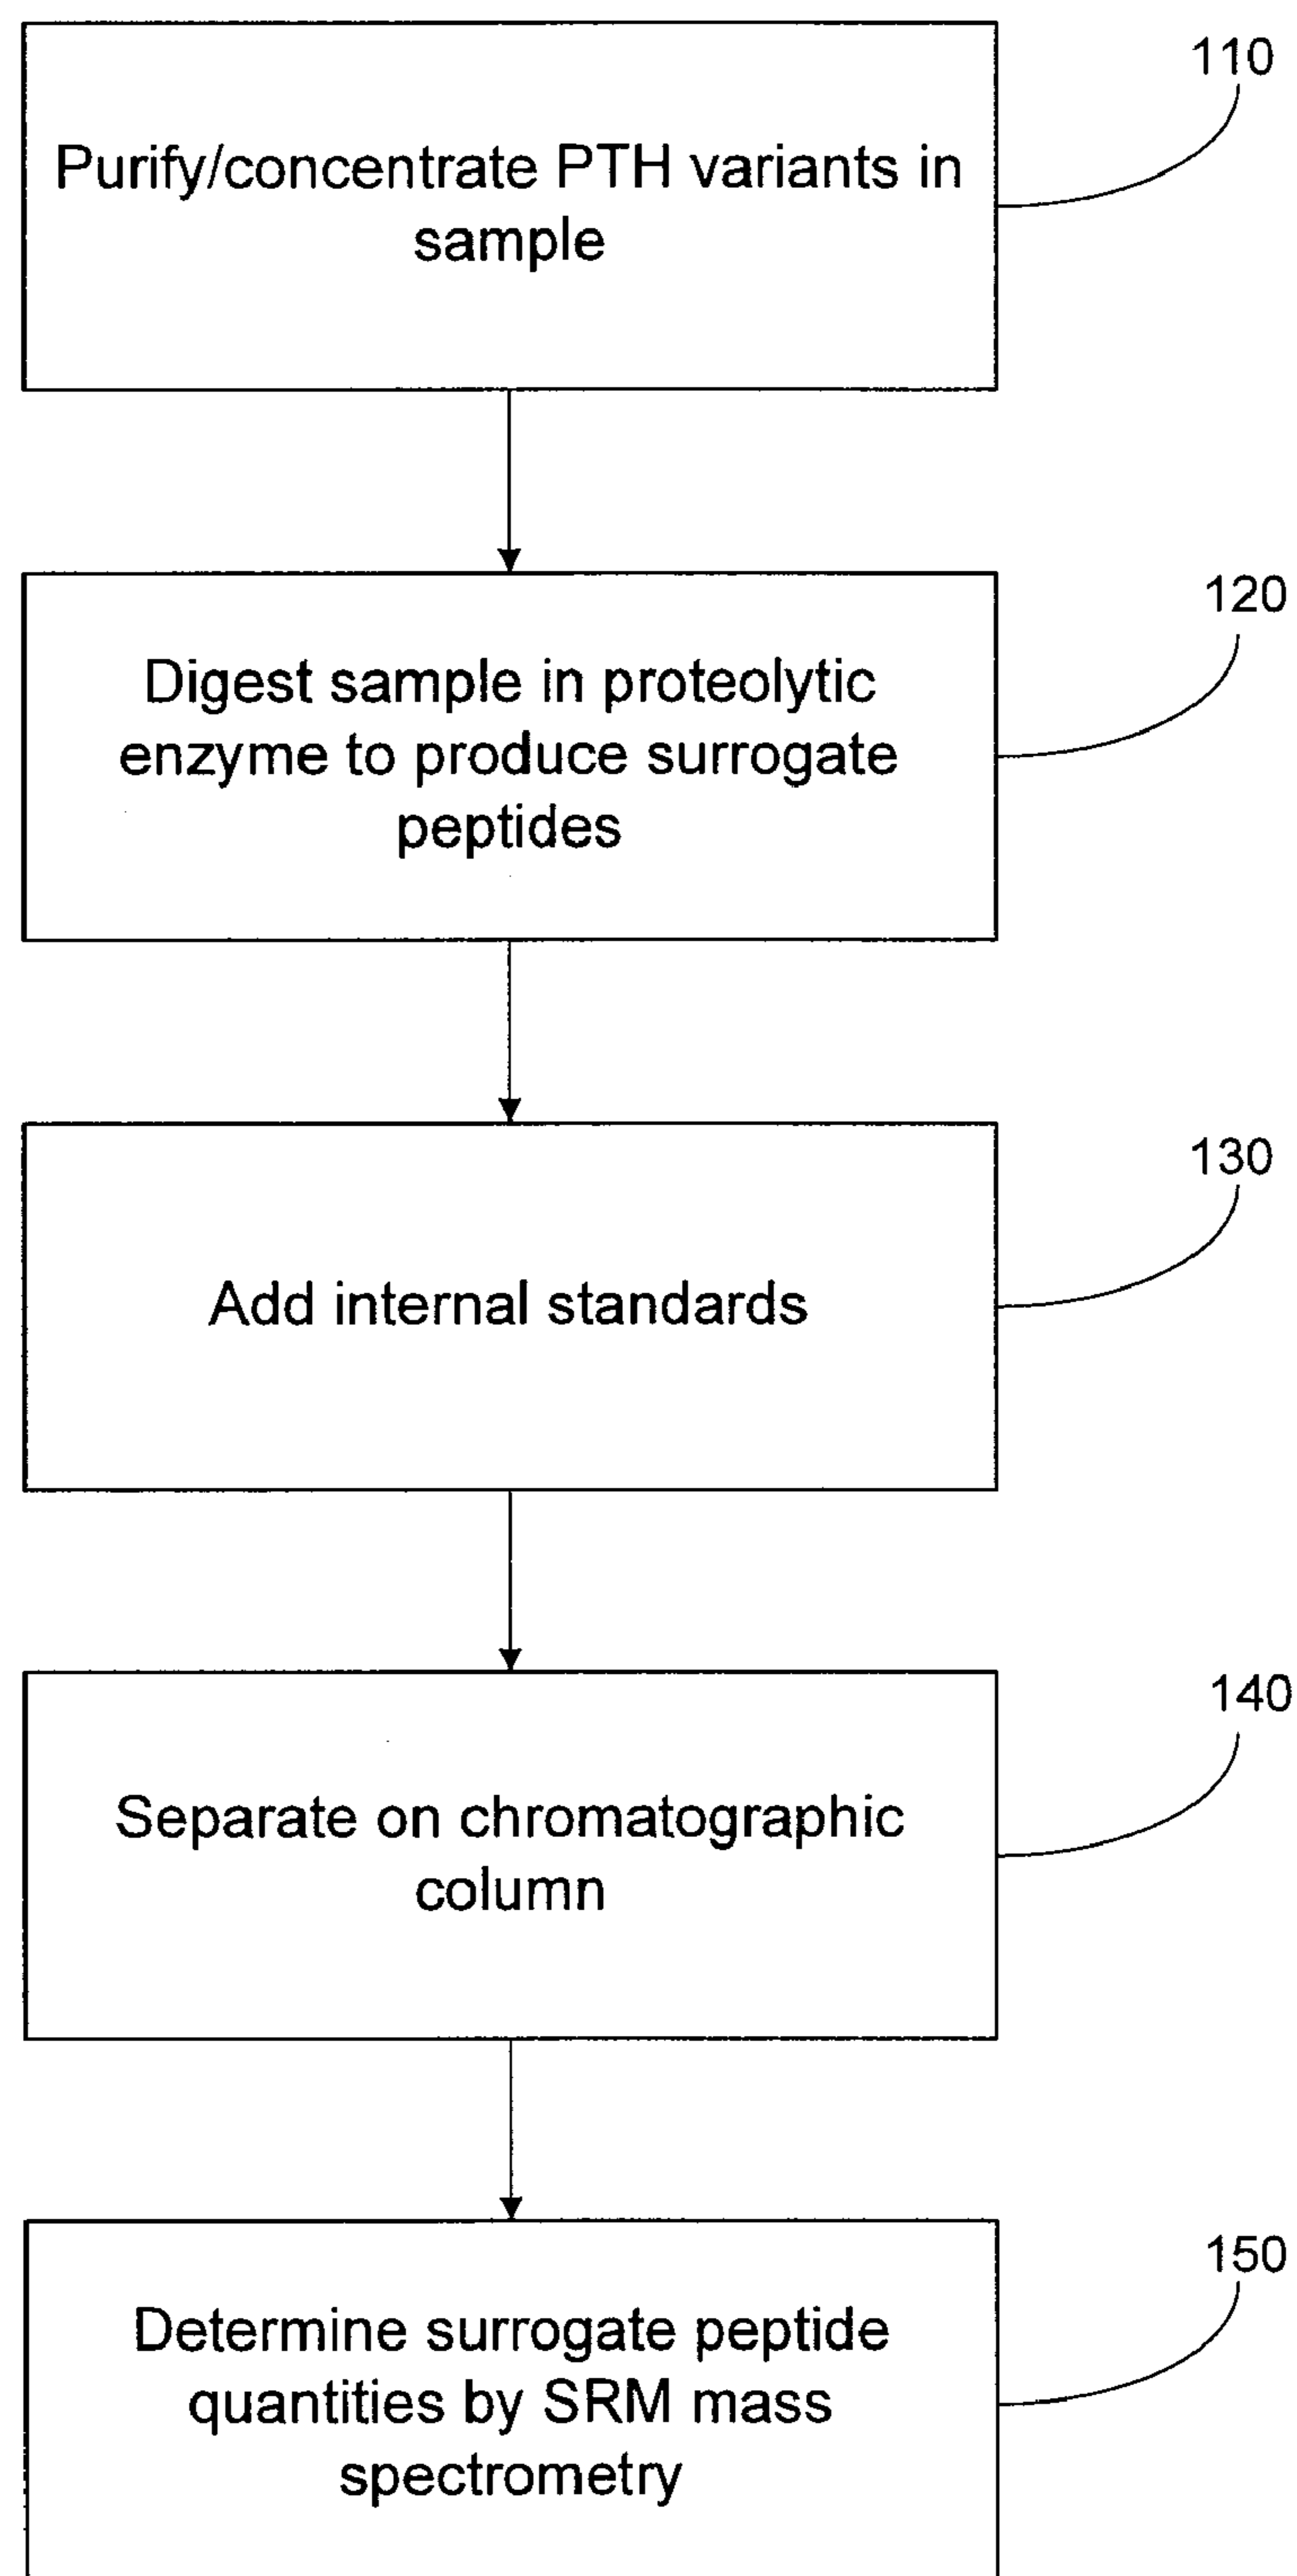 110
Purify/concentrate PTH variants in
sample
120
Digest sample in proteolytic
enzyme to produce surrogate
peptides
130
Add internal standards
140
Separate on chromatographic
column
150
Determine surrogate peptide
quantities by SRM mass
spectrometry